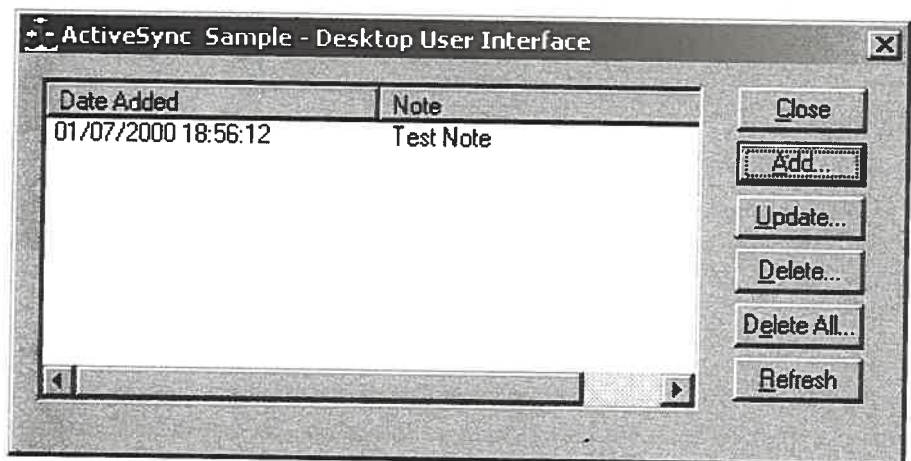 ActiveSync Sample - Desktop User Interface
Date Added Note
01/07/2000 18:56:12 Test Note
Close
Add...
Update...
Delete...
Delete All...
Refresh